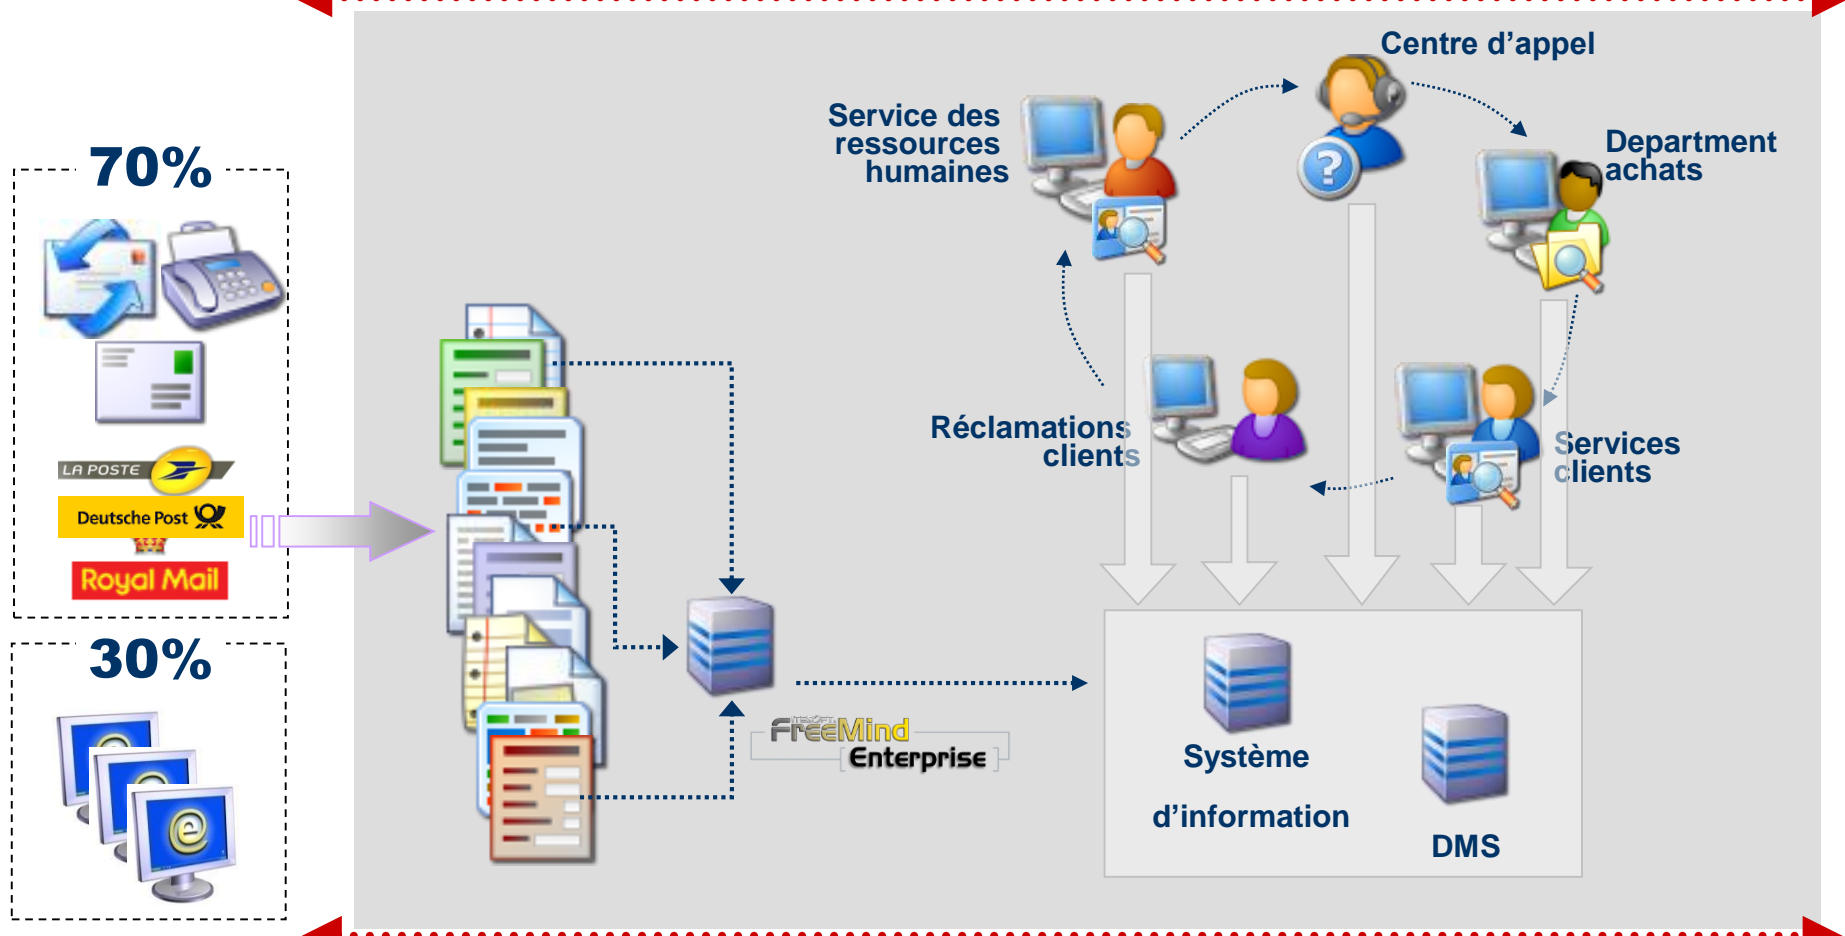 Centre d’appel
Service des
ressources
humaines
Department
achats
70%
LA POSTE
Deutsche Post
Royal Mail
Réclamations
clients
Services
clients
30%
FreeMind
Enterprise
Système
d’information
DMS